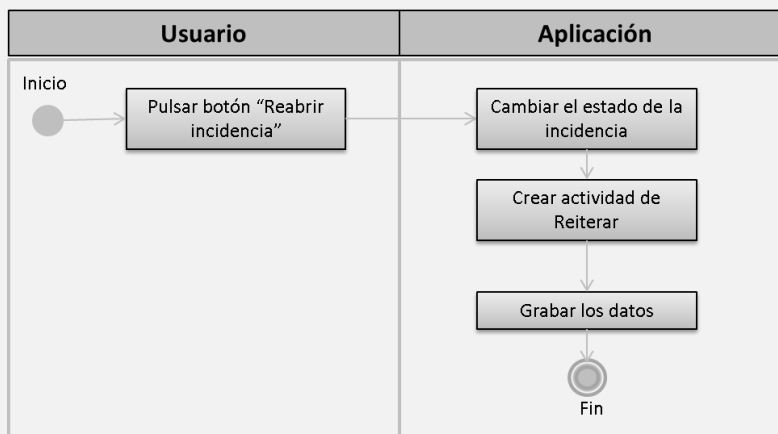 Usuario
Aplicación
Inicio
Pulsar botón “Reabrir
incidencia”
Cambiar el estado de la
incidencia
Crear actividad de
Reiterar
Grabar los datos
Fin